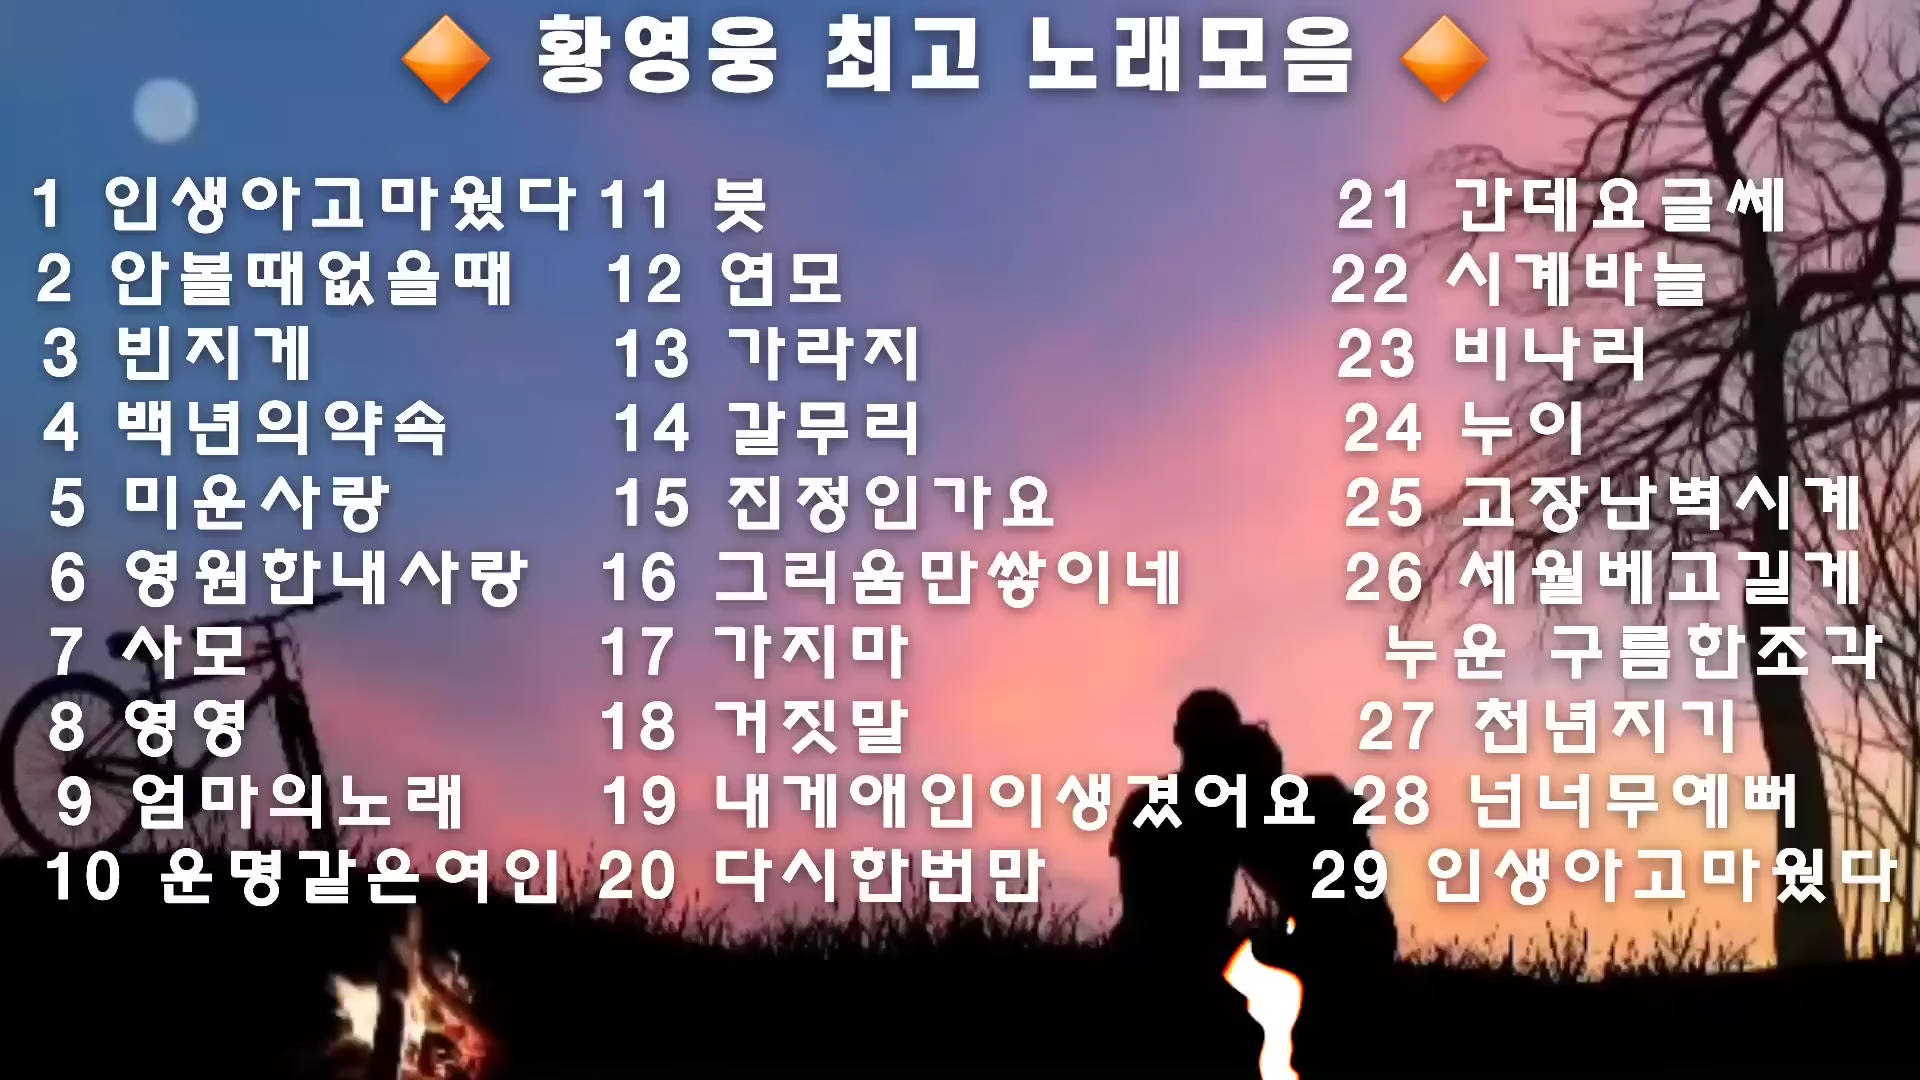 🔶 황영웅 최고 노래모음 🔶
1 인생아고마웠다
2 안볼때없을때
3 빈지게
4 백년의약속
5 미운사랑
6 영원한내사랑
7 사모
8 영영
9 엄마의노래
10 운명같은여인
11 붓
12 연모
13 가라지
14 갈무리
15 진정인가요
16 그리움만쌓이네
17 가지마
18 거짓말
19 내게애인이생겼어요
20 다시한번만
21 간데요글쎄
22 시계바늘
23 비나리
24 누이
25 고장난벽시계
26 세월베고길게
누운 구름한조각
27 천년지기
28 넌너무예뻐
29 인생아고마웠다